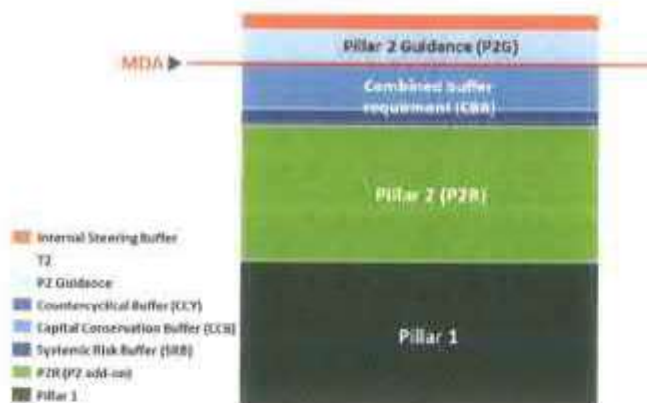 Pillar 2 Guidance (P2G)
MDA
Combined buffer
requirement (CBR)
Pillar 2 (P2R)
Internal Steering Buffer
T2
P2 Guidance
Countercyclical Buffer (CCY)
Capital Conservation Buffer (CCB)
Systemic Risk Buffer (SRB)
P2R (P2 add-on)
Pillar 1
Pillar 1